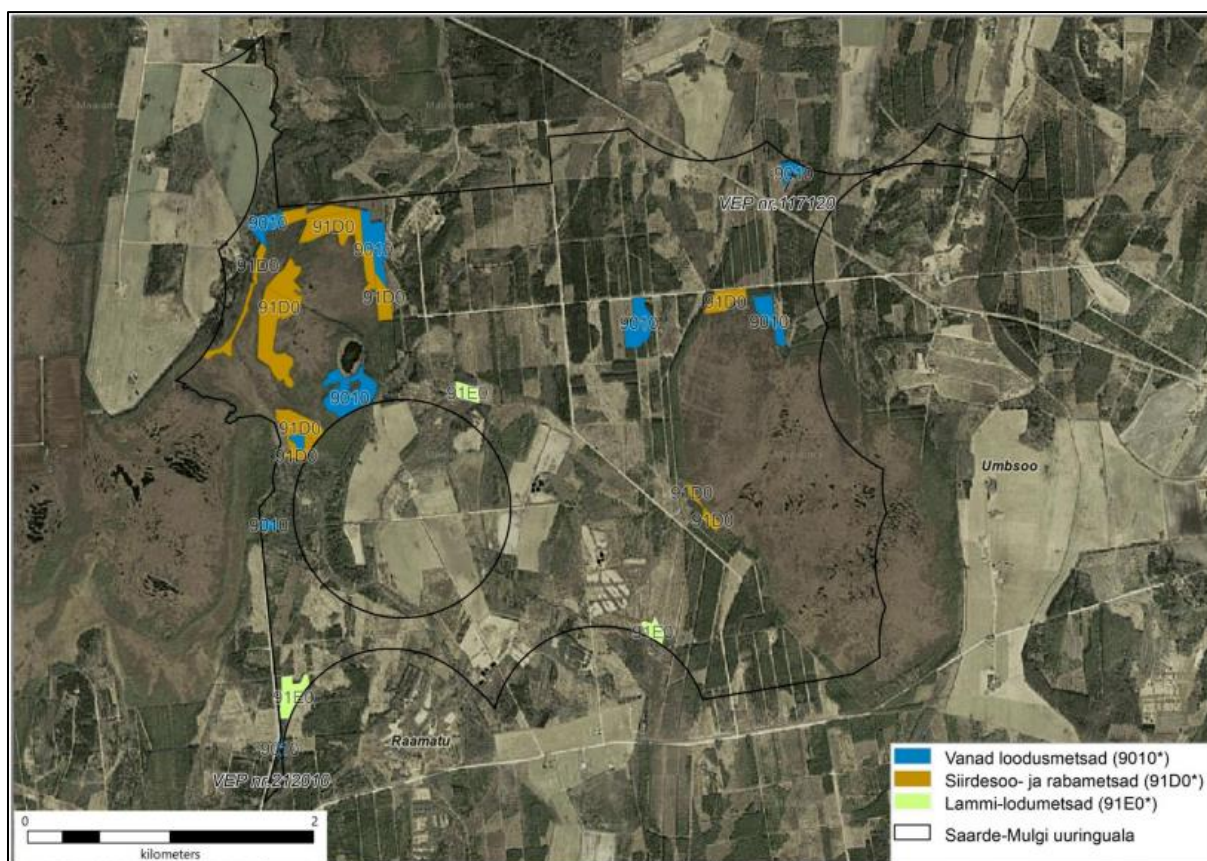 Maaamet
Maaamet
9010
VEP nr.117120
9010
91D0
9010
91D0
91D0
91D0
91D0
9010
9010
91E0
9010
91D0
91D0
Umbsoo
91D0
91D0
9010
91E0
91E0
9010
Raamatu
VEP nr.212010
Vanad loodusmetsad (9010*)
Siirdesoo- ja rabametsad (91D0*)
Lammi-lodumetsad (91E0*)
Saarde-Mulgi uuringuala
0
2
kilometers